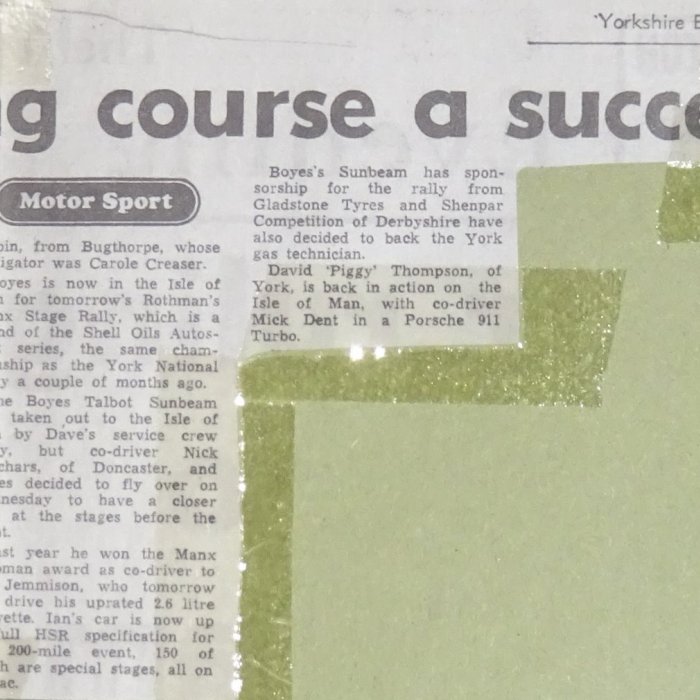 'Yorkshire E
ng course a succe
Motor Sport
bin, from Bugthorpe, whose
igator was Carole Creaser.
oyes is now in the Isle of
n for tomorrow's Rothman's
nx Stage Rally, which is a
nd of the Shell Oils Autos-
series, the same cham-
nship as the York National
y a couple of months ago.
he Boyes Talbot Sunbeam
taken out to the Isle of
by Dave's service crew
y, but co-driver Nick
chars, of Doncaster, and
es decided to fly over on
nesday to have a closer
at the stages before the
t.
ast year he won the Manx
oman award as co-driver to
Jemmison, who tomorrow
drive his uprated 2.6 litre
vette. Ian's car is now up
full HSR specification for
200-mile event, 150 of
h are special stages, all on
ac.
Boyes's Sunbeam has spon-
sorship for the rally from
Gladstone Tyres and Shenpar
Competition of Derbyshire have
also decided to back the York
gas technician.
David 'Piggy' Thompson, of
York, is back in action on the
Isle of Man, with co-driver
Mick Dent in a Porsche 911
Turbo.